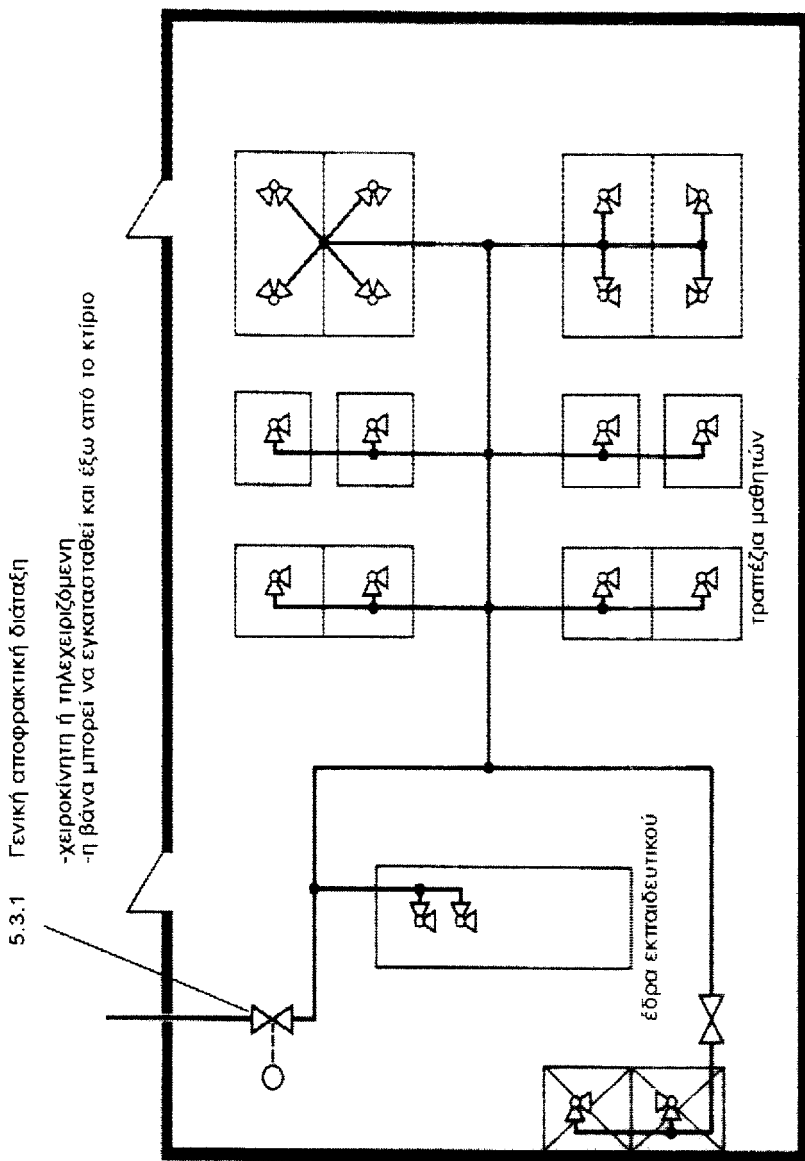 5.3.1 Γενική αποφρακτική διάταξη
-χειροκίνητη ή τηλεχειριζόμενη
-η βάνα μπορεί να εγκατασταθεί και έξω από το κτίριο
έδρα εκπαιδευτικού
τραπέζια μαθητών